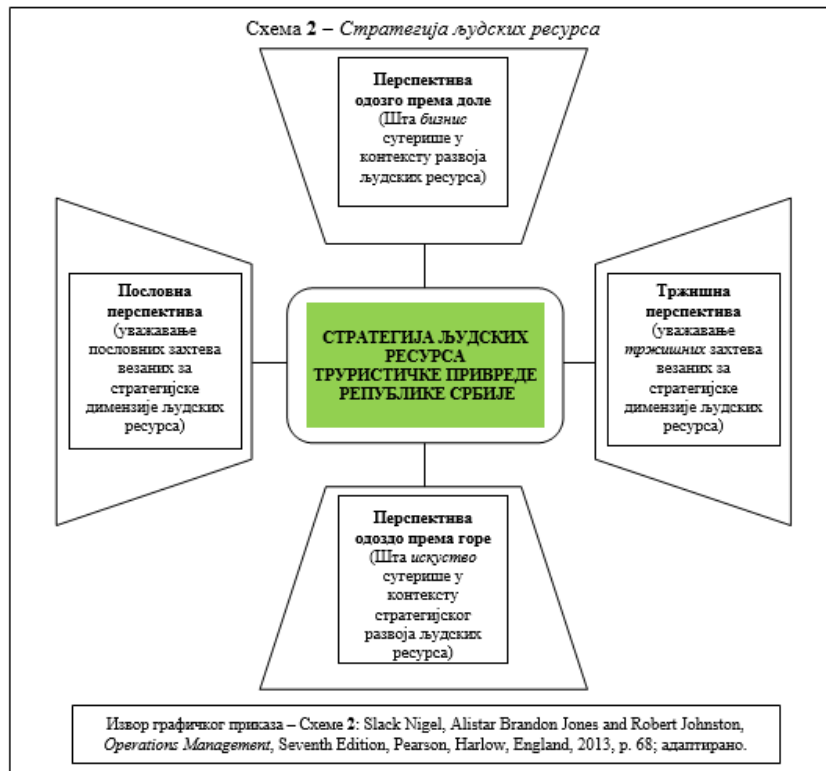 Схема 2 – Стратегија људских ресурса
Перспектива
одозго према доле
(Шта бизнис
сугерише у
контексту развоја
људских ресурса)
Пословна
перспектива
(уважавање
пословних захтева
везаних за
стратегијске
димензије људских
ресурса)
СТРАТЕГИЈА ЉУДСКИХ
РЕСУРСА
ТРУРИСТИЧКЕ ПРИВРЕДЕ
РЕПУБЛИКЕ СРБИЈЕ
Тржишна
перспектива
(уважавање
тржишних захтева
везаних за
стратегијске
димензије људских
ресурса)
Перспектива
одоздо према горе
(Шта искуство
сугерише у
контексту
стратегијског
развоја људских
ресурса)
Извор графичког приказа – Схеме 2: Slack Nigel, Alistar Brandon Jones and Robert Johnston,
Operations Management, Seventh Edition, Pearson, Harlow, England, 2013, p. 68; адаптирано.